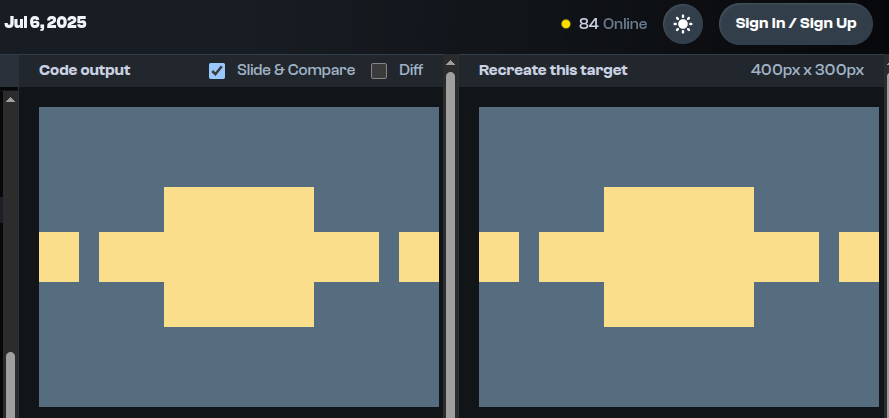 Jul 6, 2025
84 Online
Sign In / Sign Up
Code output
Slide & Compare
Diff
Recreate this target
400px x 300px